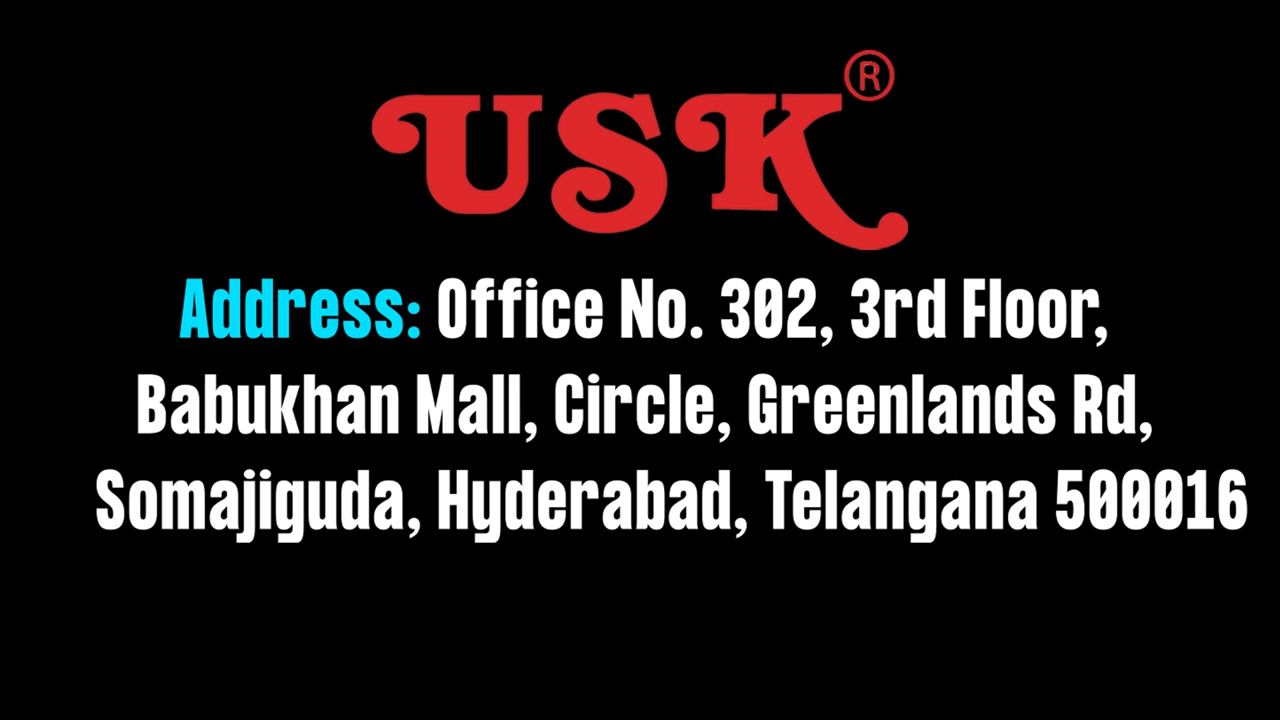 USK®
Address: Office No. 302, 3rd Floor,
Babukhan Mall, Circle, Greenlands Rd,
Somajiguda, Hyderabad, Telangana 500016